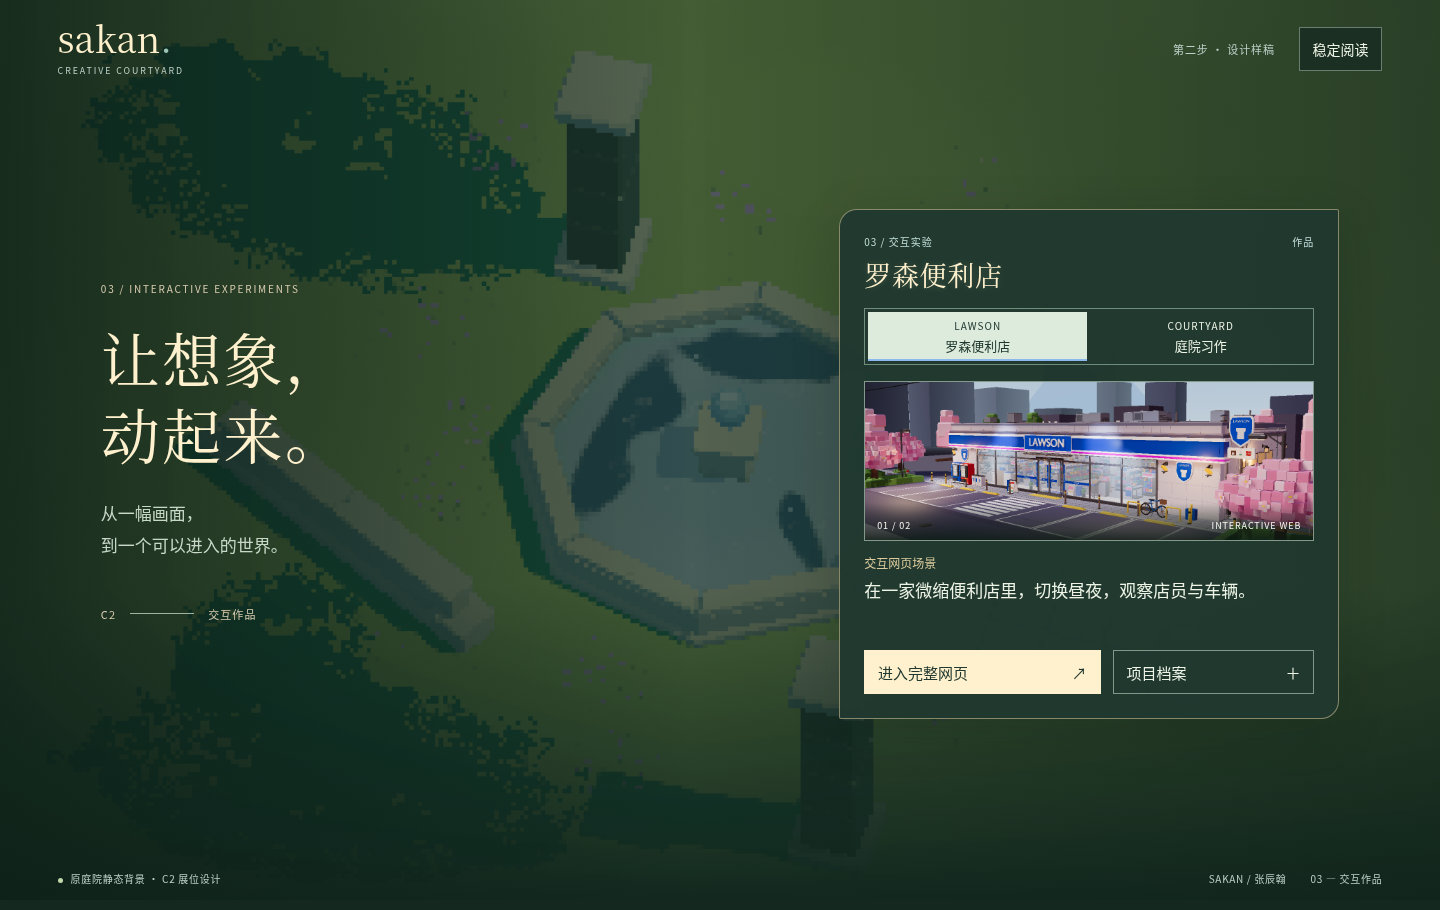 sakan.
CREATIVE COURTYARD
第二步 · 设计样稿
稳定阅读
03 / INTERACTIVE EXPERIMENTS
让想象，
动起来。
从一幅画面，
到一个可以进入的世界。
C2
交互作品
03 / 交互实验
作品
罗森便利店
LAWSON
罗森便利店
COURTYARD
庭院习作
LAWSON
LAWSON
01 / 02
INTERACTIVE WEB
交互网页场景
在一家微缩便利店里，切换昼夜，观察店员与车辆。
进入完整网页 ↗
项目档案 ＋
原庭院静态背景 · C2 展位设计
SAKAN / 张辰翰
03 — 交互作品